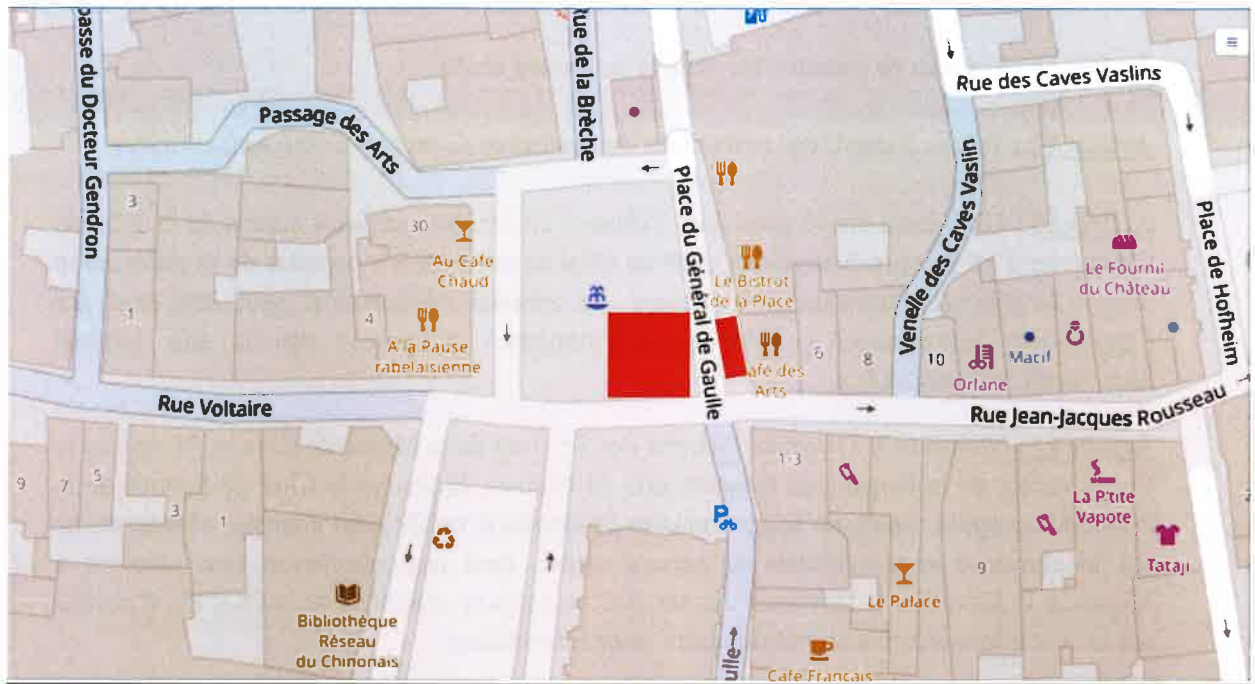 passe du Docteur Gendron
Passage des Arts
Rue de la Brèche
Place du Général de Gaulle
Rue des Caves Vaslins
Venelle des Caves Vaslin
Place de Hofheim
3
30
Au Café
Chaud
1
4
A la Pause
rabelaisienne
Le Bistrot
de la Place
afé des
Arts
6
8
10
Orlane
Macif
Le Fournil
du Château
Rue Voltaire
Rue Jean-Jacques Rousseau
9
7
5
3
1
1-3
P
La P'tite
Vapote
Tataji
9
Le Palace
Bibliothèque
Réseau
du Chinonais
Café Français
ulle